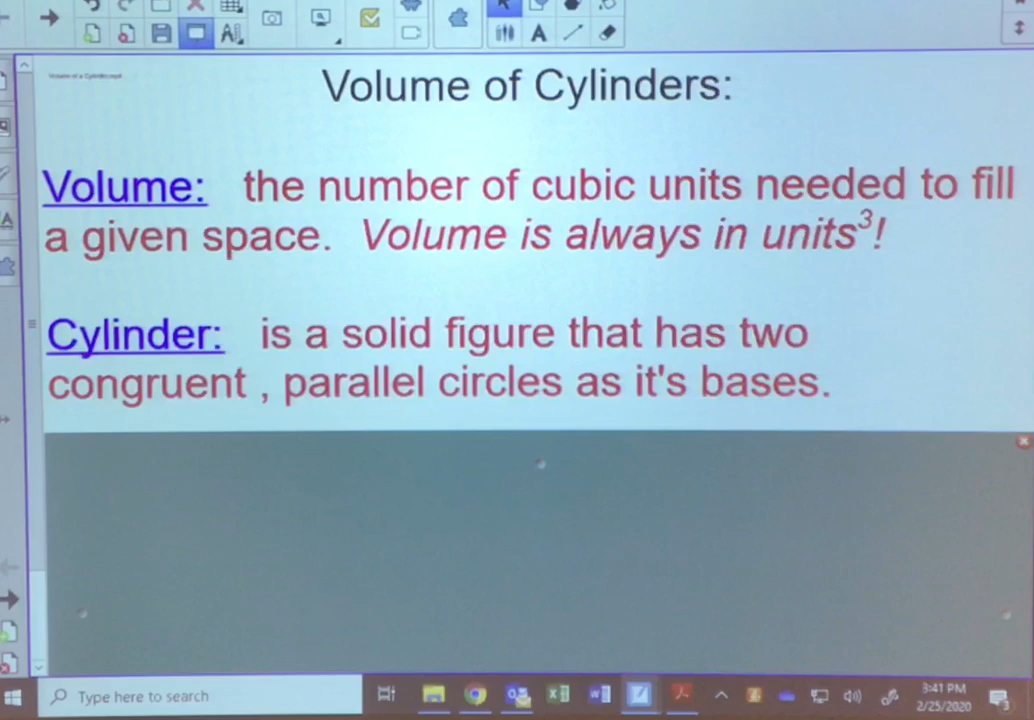 Volume of Cylinders:
Volume: the number of cubic units needed to fill
a given space. Volume is always in units³!
Cylinder: is a solid figure that has two
congruent , parallel circles as it's bases.
Type here to search
3:41 PM
2/25/2020